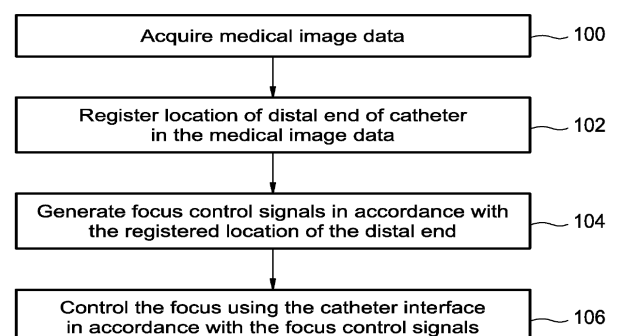 Acquire medical image data
100
Register location of distal end of catheter
in the medical image data
102
Generate focus control signals in accordance with
the registered location of the distal end
104
Control the focus using the catheter interface
in accordance with the focus control signals
106